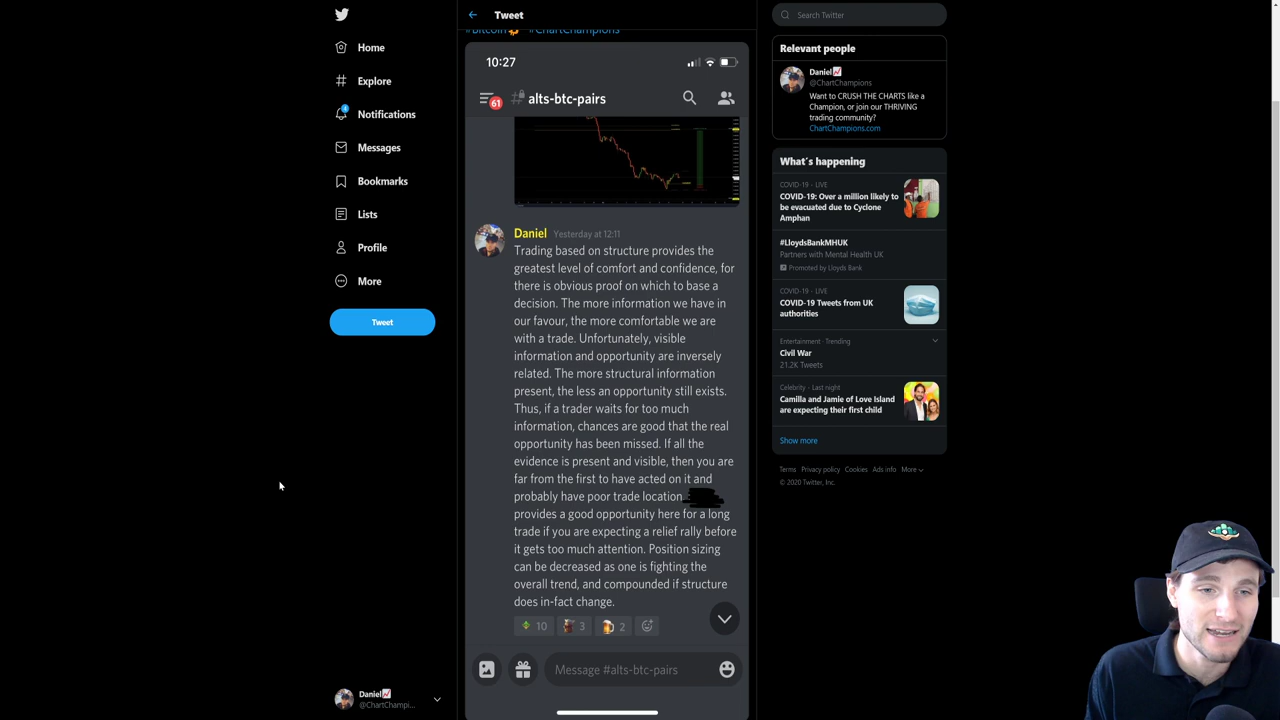 Home
Explore
4
Notifications
Messages
Bookmarks
Lists
Profile
More
Tweet
Daniel
@ChartChampi...
Tweet
#Bitcoin #ChartChampions
10:27
61
alts-btc-pairs
Daniel Yesterday at 12:11
Trading based on structure provides the
greatest level of comfort and confidence, for
there is obvious proof on which to base a
decision. The more information we have in
our favour, the more comfortable we are
with a trade. Unfortunately, visible
information and opportunity are inversely
related. The more structural information
present, the less an opportunity still exists.
Thus, if a trader waits for too much
information, chances are good that the real
opportunity has been missed. If all the
evidence is present and visible, then you are
far from the first to have acted on it and
probably have poor trade location
provides a good opportunity here for a long
trade if you are expecting a relief rally before
it gets too much attention. Position sizing
can be decreased as one is fighting the
overall trend, and compounded if structure
does in-fact change.
10 3 2
Message #alts-btc-pairs
Search Twitter
Relevant people
Daniel
@ChartChampions
Want to CRUSH THE CHARTS like a
Champion, or join our THRIVING
trading community?
ChartChampions.com
What's happening
COVID-19 · LIVE
COVID-19: Over a million likely to
be evacuated due to Cyclone
Amphan
#LloydsBankMHUK
Partners with Mental Health UK
Promoted by Lloyds Bank
COVID-19 · LIVE
COVID-19 Tweets from UK
authorities
Entertainment · Trending
Civil War
21.2K Tweets
Celebrity · Last night
Camilla and Jamie of Love Island
are expecting their first child
Show more
Terms Privacy policy Cookies Ads info More
© 2020 Twitter, Inc.